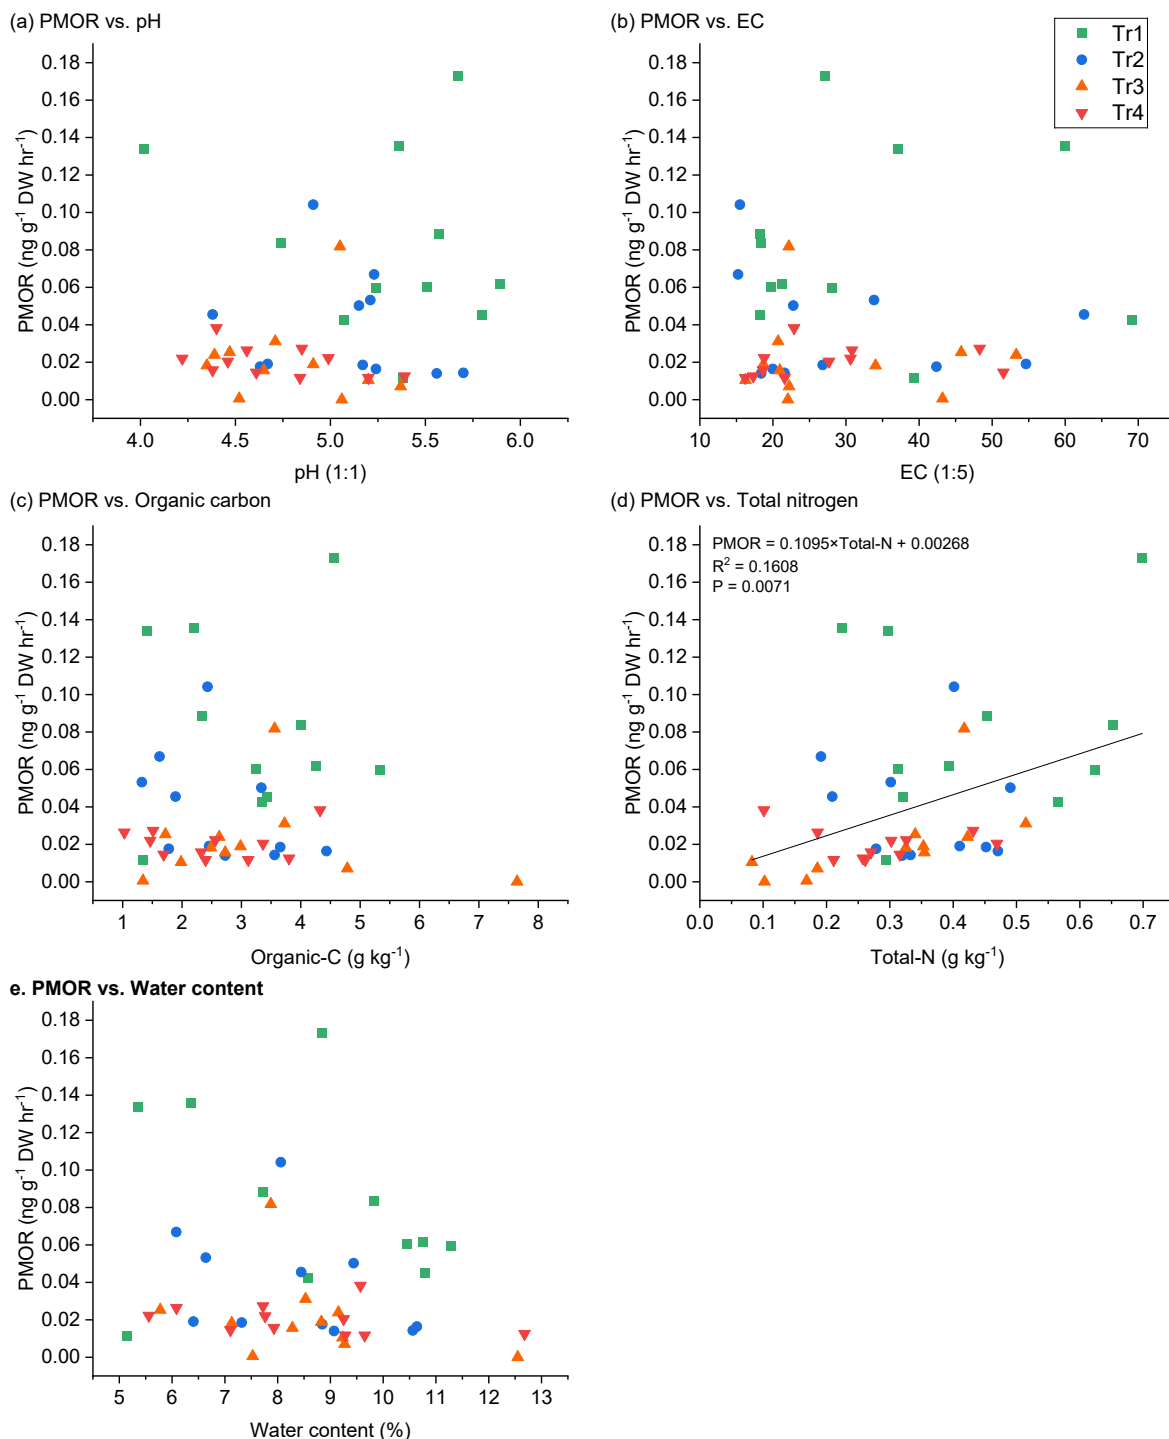 (a) PMOR vs. pH
0.18
0.16
0.14
0.12
0.10
0.08
0.06
0.04
0.02
0.00
PMOR (ng g⁻¹ DW hr⁻¹)
4.0 4.5 5.0 5.5 6.0
pH (1:1)
(b) PMOR vs. EC
Tr1
Tr2
Tr3
Tr4
0.18
0.16
0.14
0.12
0.10
0.08
0.06
0.04
0.02
0.00
PMOR (ng g⁻¹ DW hr⁻¹)
10 20 30 40 50 60 70
EC (1:5)
(c) PMOR vs. Organic carbon
0.18
0.16
0.14
0.12
0.10
0.08
0.06
0.04
0.02
0.00
PMOR (ng g⁻¹ DW hr⁻¹)
1 2 3 4 5 6 7 8
Organic-C (g kg⁻¹)
(d) PMOR vs. Total nitrogen
PMOR = 0.1095×Total-N + 0.00268
R² = 0.1608
P = 0.0071
0.18
0.16
0.14
0.12
0.10
0.08
0.06
0.04
0.02
0.00
PMOR (ng g⁻¹ DW hr⁻¹)
0.0 0.1 0.2 0.3 0.4 0.5 0.6 0.7
Total-N (g kg⁻¹)
e. PMOR vs. Water content
0.18
0.16
0.14
0.12
0.10
0.08
0.06
0.04
0.02
0.00
PMOR (ng g⁻¹ DW hr⁻¹)
5 6 7 8 9 10 11 12 13
Water content (%)